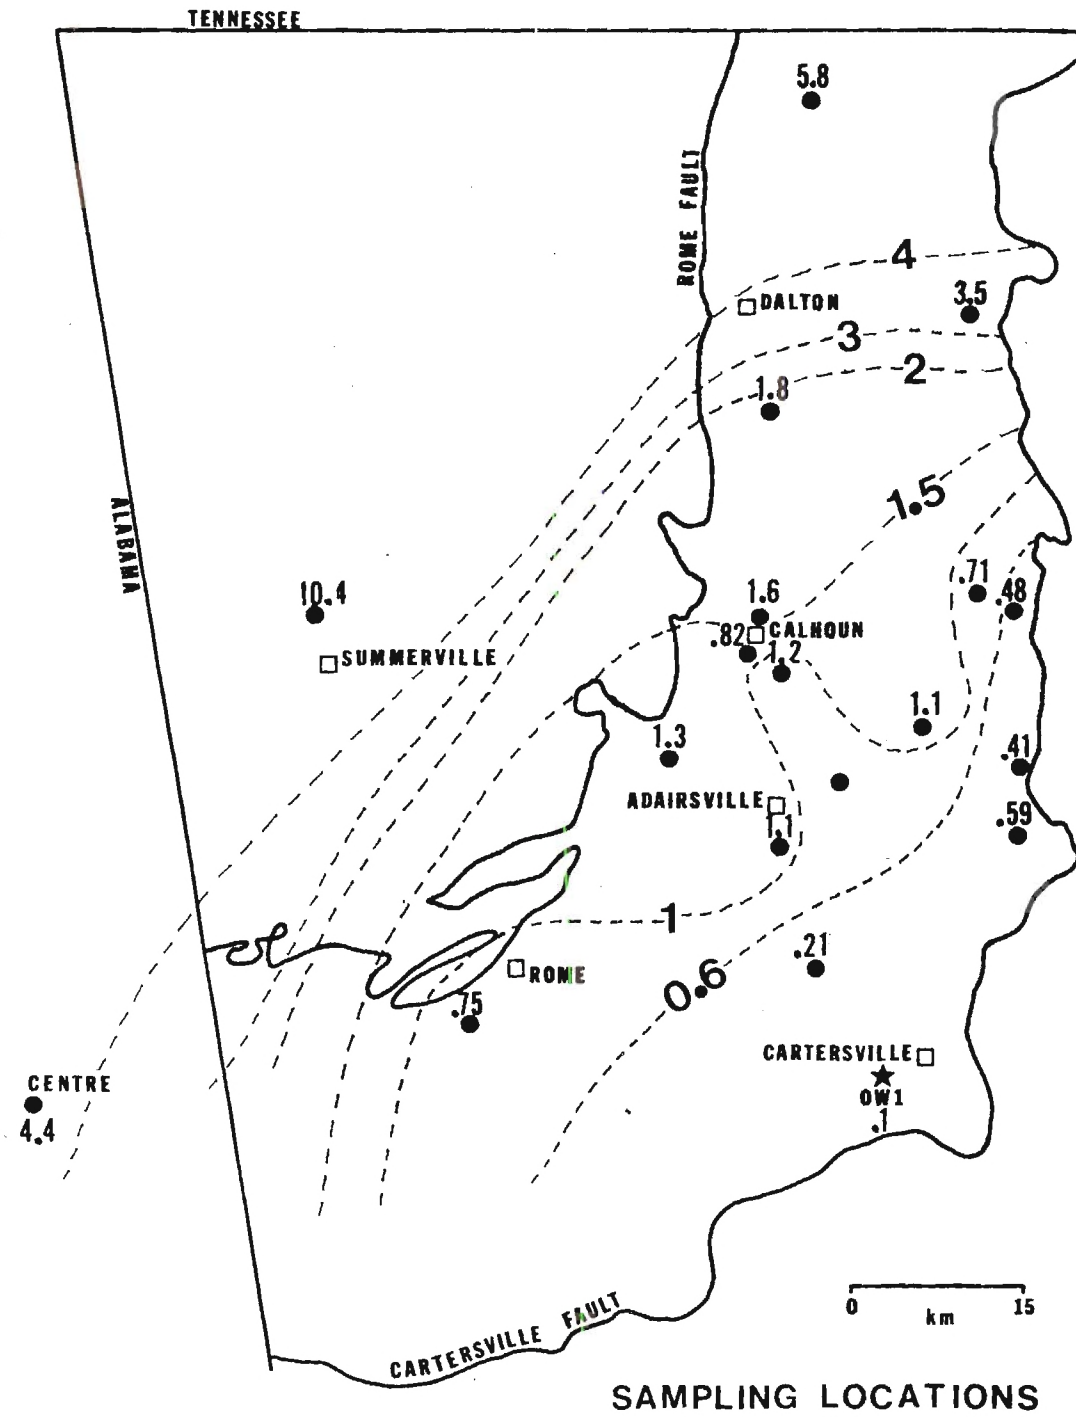 TENNESSEE
5.8
ROME FAULT
4
DALTON
3.5
3
2
1.8
ALABAMA
1.5
10.4
SUMMERVILLE
1.6
.71
.48
CALHOUN
.82
1.2
1.1
1.3
.41
ADAIRSVILLE
1.1
.59
1
.21
ROME
0.6
.75
CARTERSVILLE
OW1
.1
CENTRE
4.4
0
15
km
CARTERSVILLE FAULT
SAMPLING LOCATIONS